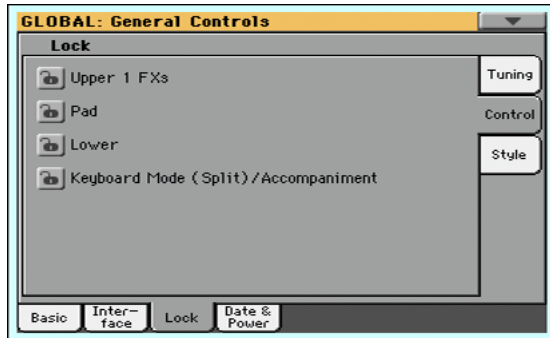 GLOBAL: General Controls
Lock
Upper 1 FXs
Pad
Lower
Keyboard Mode (Split)/Accompaniment
Tuning
Control
Style
Basic
Inter-
face
Lock
Date &
Power